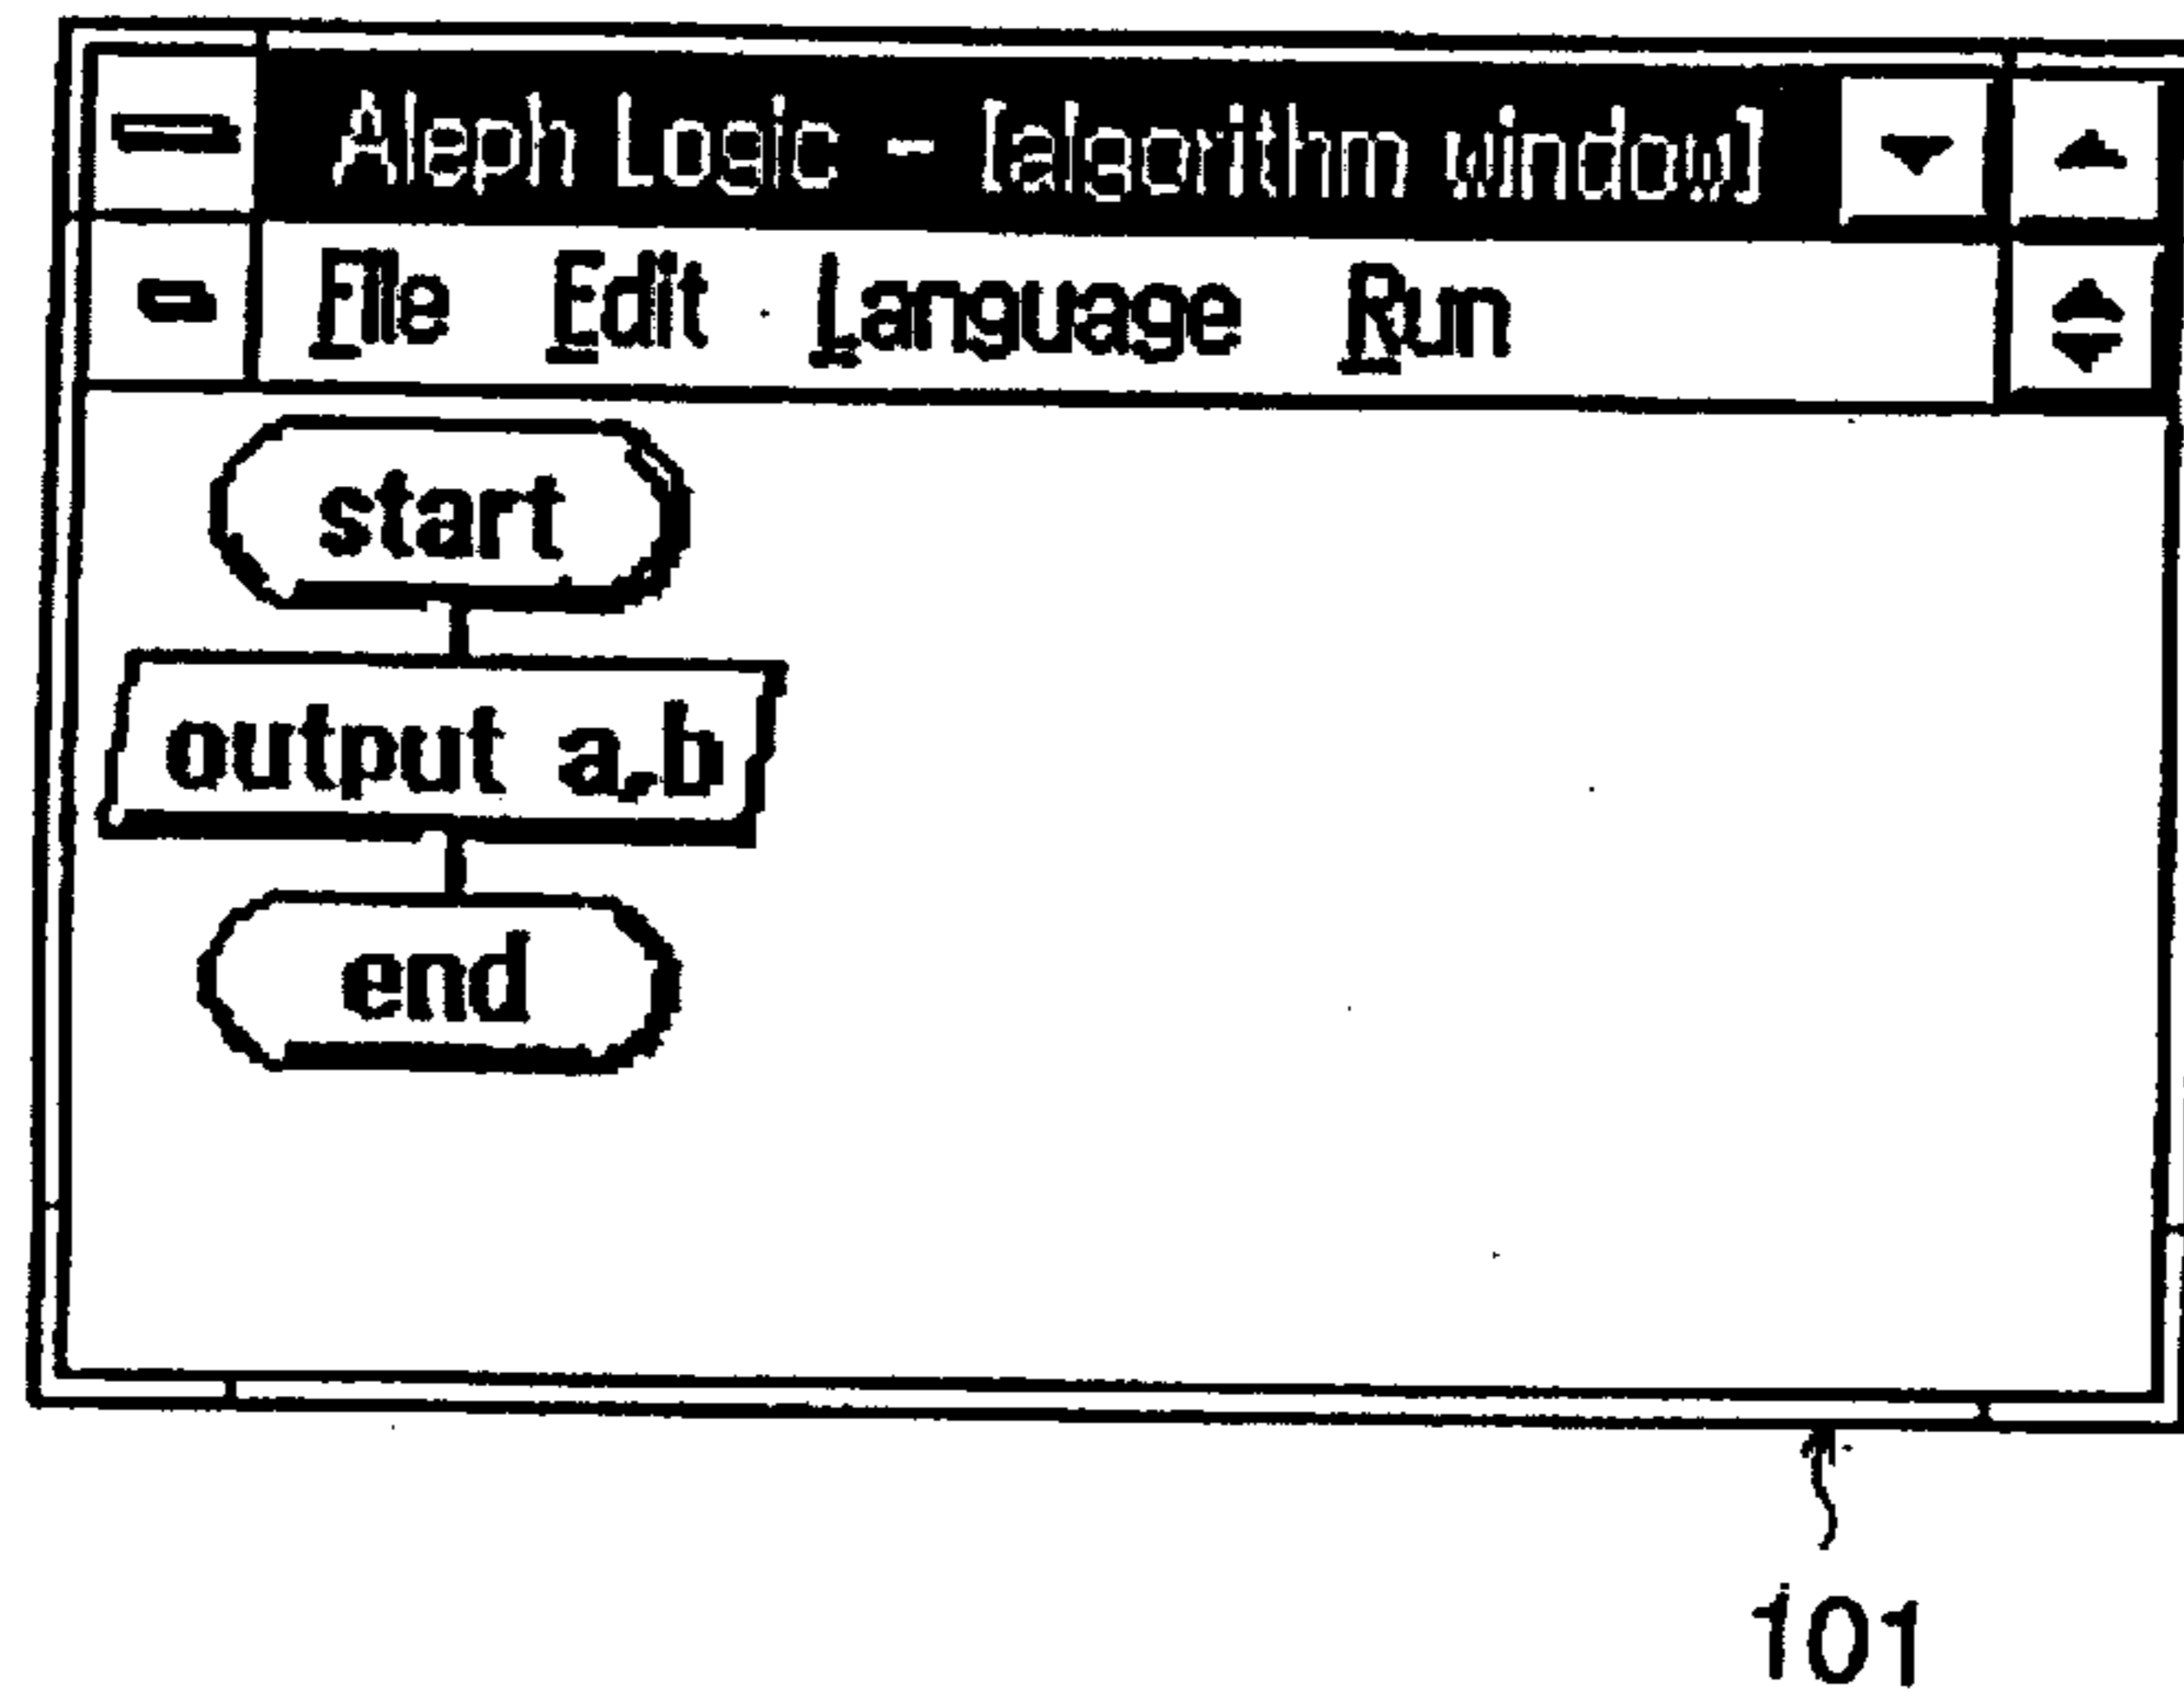 Aleph Logic - [algorithm window]
File Edit Language Run
start
output a,b
end
101